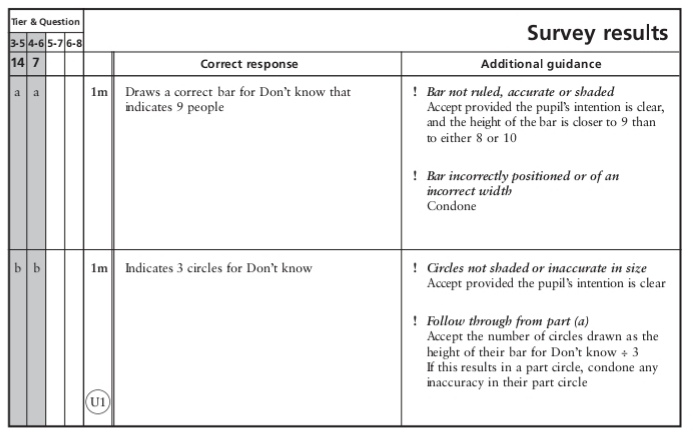 Tier & Question
Survey results
3-5 4-6 5-7 6-8
14 7
Correct response
Additional guidance
a a
1m
Draws a correct bar for Don't know that
indicates 9 people
! Bar not ruled, accurate or shaded
Accept provided the pupil's intention is clear,
and the height of the bar is closer to 9 than
to either 8 or 10
! Bar incorrectly positioned or of an
incorrect width
Condone
b b
1m
Indicates 3 circles for Don't know
! Circles not shaded or inaccurate in size
Accept provided the pupil's intention is clear
! Follow through from part (a)
Accept the number of circles drawn as the
height of their bar for Don't know ÷ 3
If this results in a part circle, condone any
inaccuracy in their part circle
U1